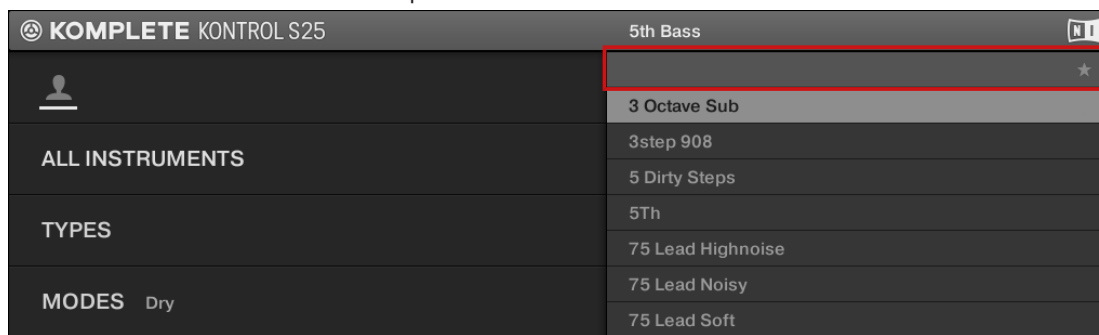 KOMPLETE KONTROL S25
5th Bass
NI
ALL INSTRUMENTS
TYPES
MODES Dry
3 Octave Sub
3step 908
5 Dirty Steps
5Th
75 Lead Highnoise
75 Lead Noisy
75 Lead Soft